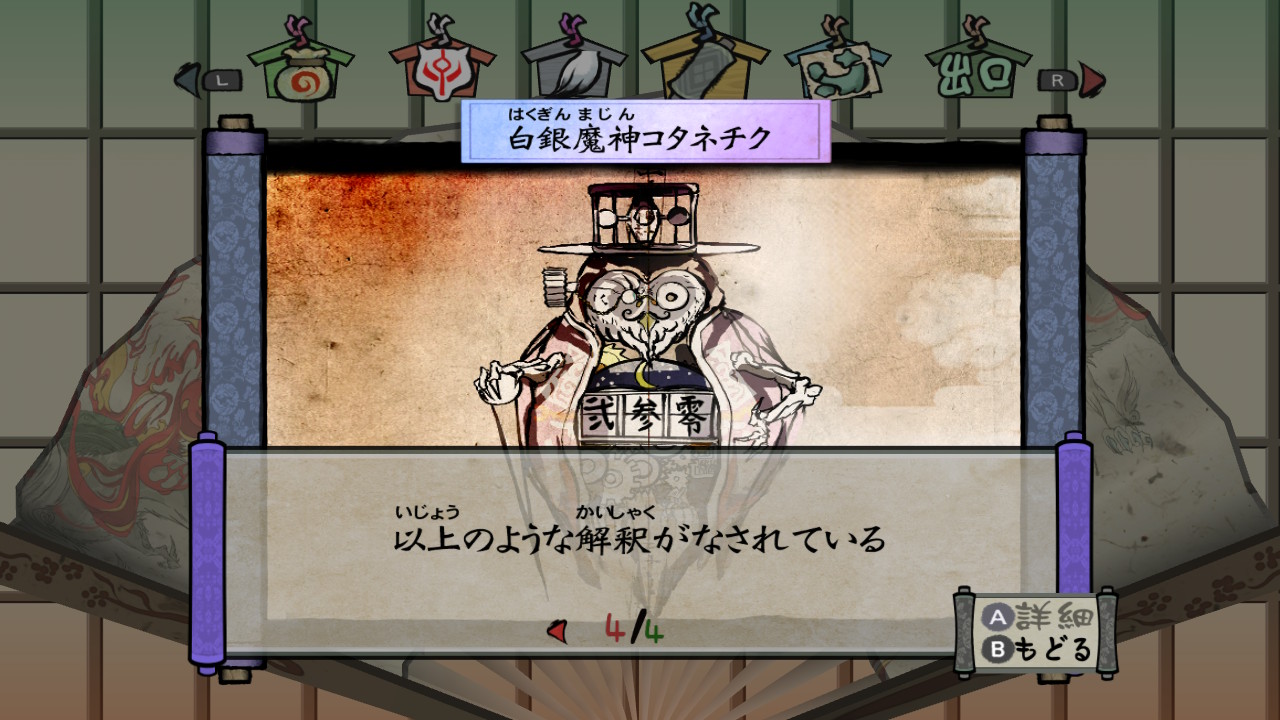 L
出口
R
はくぎんまじん
白銀魔神コタネチク
弐参零
いじょう かいしゃく
以上のような解釈がなされている
4/4
A 詳細
B もどる